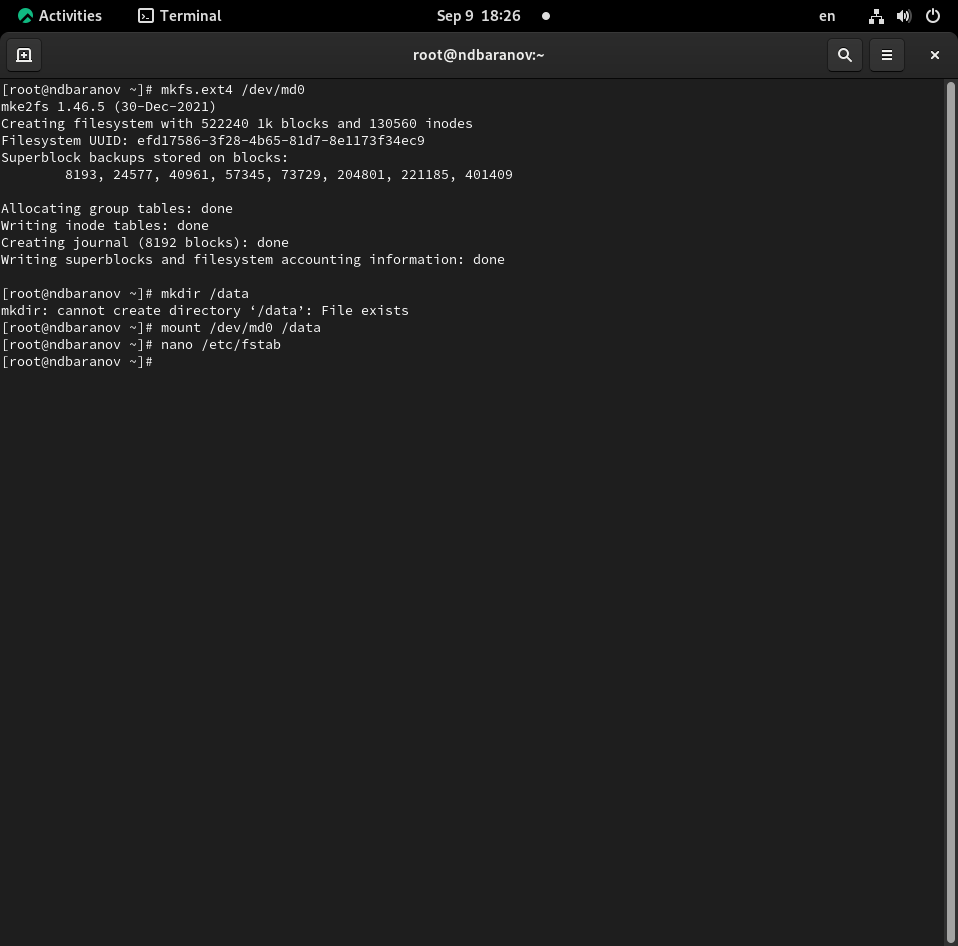 Activities Terminal Sep 9 18:26 en
root@ndbaranov:~
[root@ndbaranov ~]# mkfs.ext4 /dev/md0
mke2fs 1.46.5 (30-Dec-2021)
Creating filesystem with 522240 1k blocks and 130560 inodes
Filesystem UUID: efd17586-3f28-4b65-81d7-8e1173f34ec9
Superblock backups stored on blocks:
        8193, 24577, 40961, 57345, 73729, 204801, 221185, 401409
Allocating group tables: done
Writing inode tables: done
Creating journal (8192 blocks): done
Writing superblocks and filesystem accounting information: done
[root@ndbaranov ~]# mkdir /data
mkdir: cannot create directory ‘/data’: File exists
[root@ndbaranov ~]# mount /dev/md0 /data
[root@ndbaranov ~]# nano /etc/fstab
[root@ndbaranov ~]#